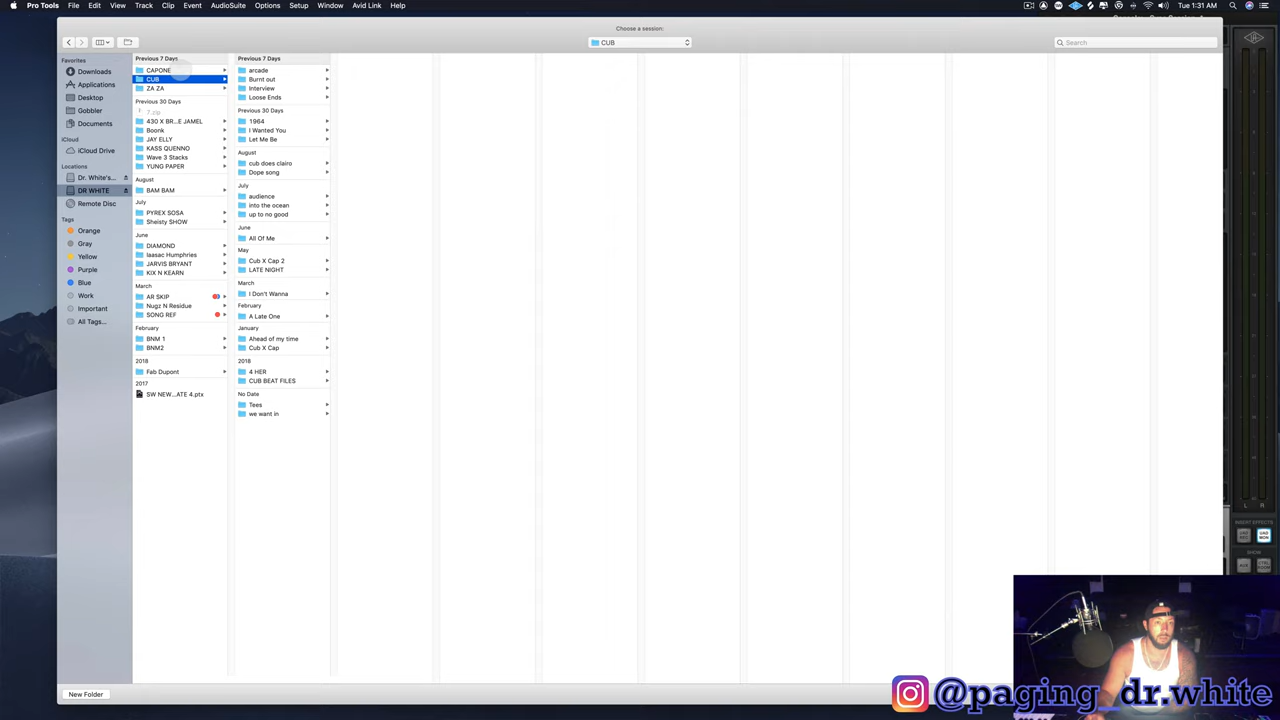 Pro Tools File Edit View Track Clip Event AudioSuite Options Setup Window Avid Link Help Tue 1:31 AM
Choose a session:
CUB
Search
Favorites
Downloads
Applications
Desktop
Gobbler
Documents
iCloud
iCloud Drive
Locations
Dr. White's...
DR WHITE
Remote Disc
Tags
Orange
Gray
Yellow
Purple
Blue
Work
Important
All Tags...
Previous 7 Days
CAPONE
CUB
ZA ZA
Previous 30 Days
7.zip
430 X BR...E JAMEL
Boonk
JAY ELLY
KASS QUENNO
Wave 3 Stacks
YUNG PAPER
August
BAM BAM
July
PYREX SOSA
Sheisty SHOW
June
DIAMOND
Iaasac Humphries
JARVIS BRYANT
KIX N KEARN
March
AR SKIP
Nugz N Residue
SONG REF
February
BNM 1
BNM2
2018
Fab Dupont
2017
SW NEW...ATE 4.ptx
Previous 7 Days
arcade
Burnt out
Interview
Loose Ends
Previous 30 Days
1964
I Wanted You
Let Me Be
August
cub does clairo
Dope song
July
audience
into the ocean
up to no good
June
All Of Me
May
Cub X Cap 2
LATE NIGHT
March
I Don't Wanna
February
A Late One
January
Ahead of my time
Cub X Cap
2018
4 HER
CUB BEAT FILES
No Date
Tees
we want in
New Folder
L R
INSERT EFFECTS
SHOW
@paging_dr.white